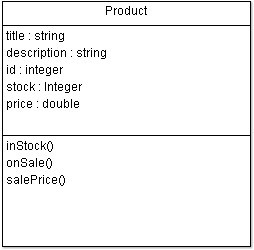 Product
title : string
description : string
id : integer
stock : Integer
price : double
inStock()
onSale()
salePrice()